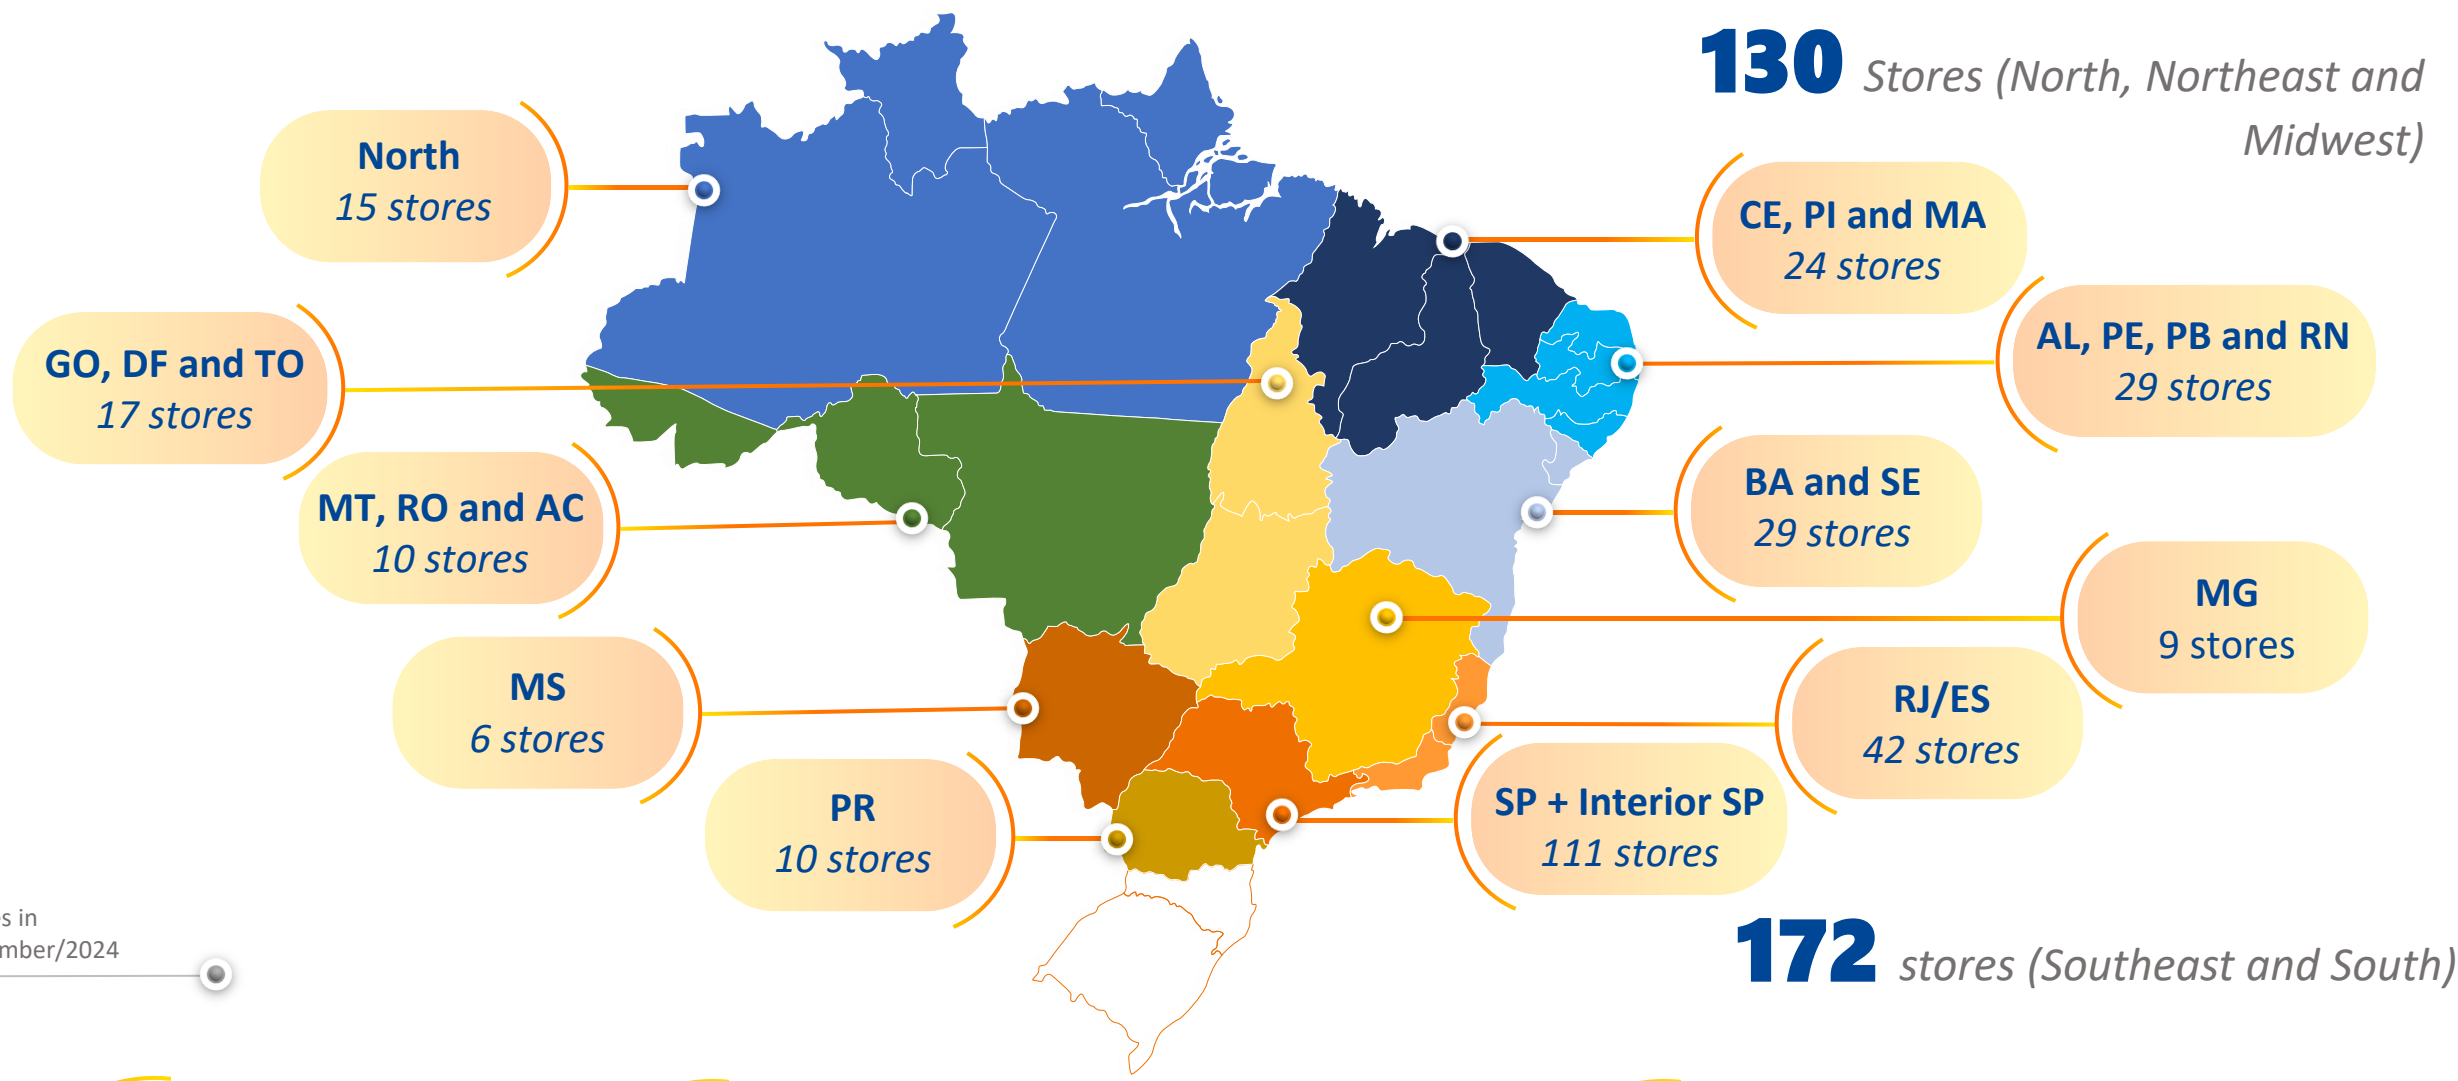 130 Stores (North, Northeast and
Midwest)
North
15 stores
CE, PI and MA
24 stores
GO, DF and TO
17 stores
AL, PE, PB and RN
29 stores
MT, RO and AC
10 stores
BA and SE
29 stores
MG
9 stores
MS
6 stores
RJ/ES
42 stores
PR
10 stores
SP + Interior SP
111 stores
in
/2024
172 stores (Southeast and South)